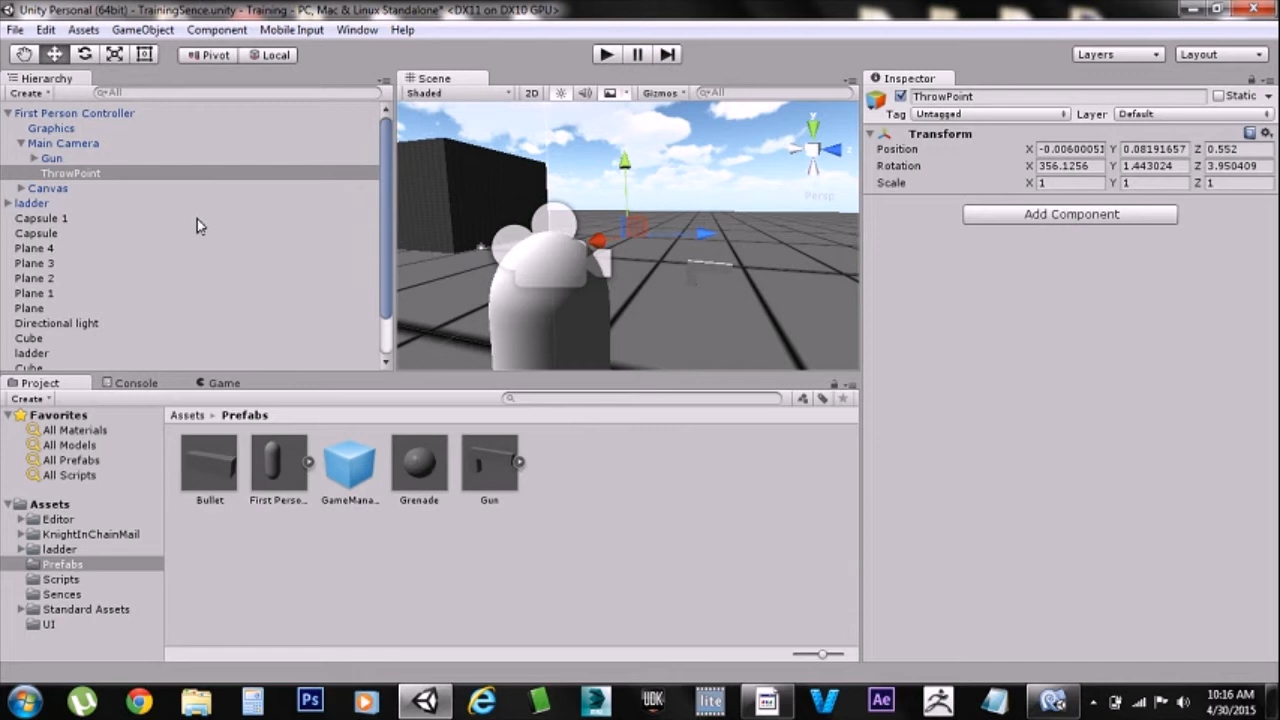 Unity Personal (64bit) - TrainingSence.unity - Training - PC, Mac & Linux Standalone* <DX11 on DX10 GPU>
File Edit Assets GameObject Component Mobile Input Window Help
Pivot Local Layers Layout
Hierarchy
Create All
First Person Controller
Graphics
Main Camera
Gun
ThrowPoint
Canvas
ladder
Capsule 1
Capsule
Plane 4
Plane 3
Plane 2
Plane 1
Plane
Directional light
Cube
ladder
Cube
Scene
Shaded 2D Gizmos All
y
Persp
Inspector
ThrowPoint Static
Tag Untagged Layer Default
Transform
Position X -0.00600051 Y 0.08191657 Z 0.552
Rotation X 356.1256 Y 1.443024 Z 3.950409
Scale X 1 Y 1 Z 1
Add Component
Project Console Game
Create
Favorites
All Materials
All Models
All Prefabs
All Scripts
Assets
Editor
KnightInChainMail
ladder
Prefabs
Scripts
Sences
Standard Assets
UI
Assets Prefabs
Bullet First Perse... GameMana... Grenade Gun
Ps UDK lite Ae
10:16 AM
4/30/2015